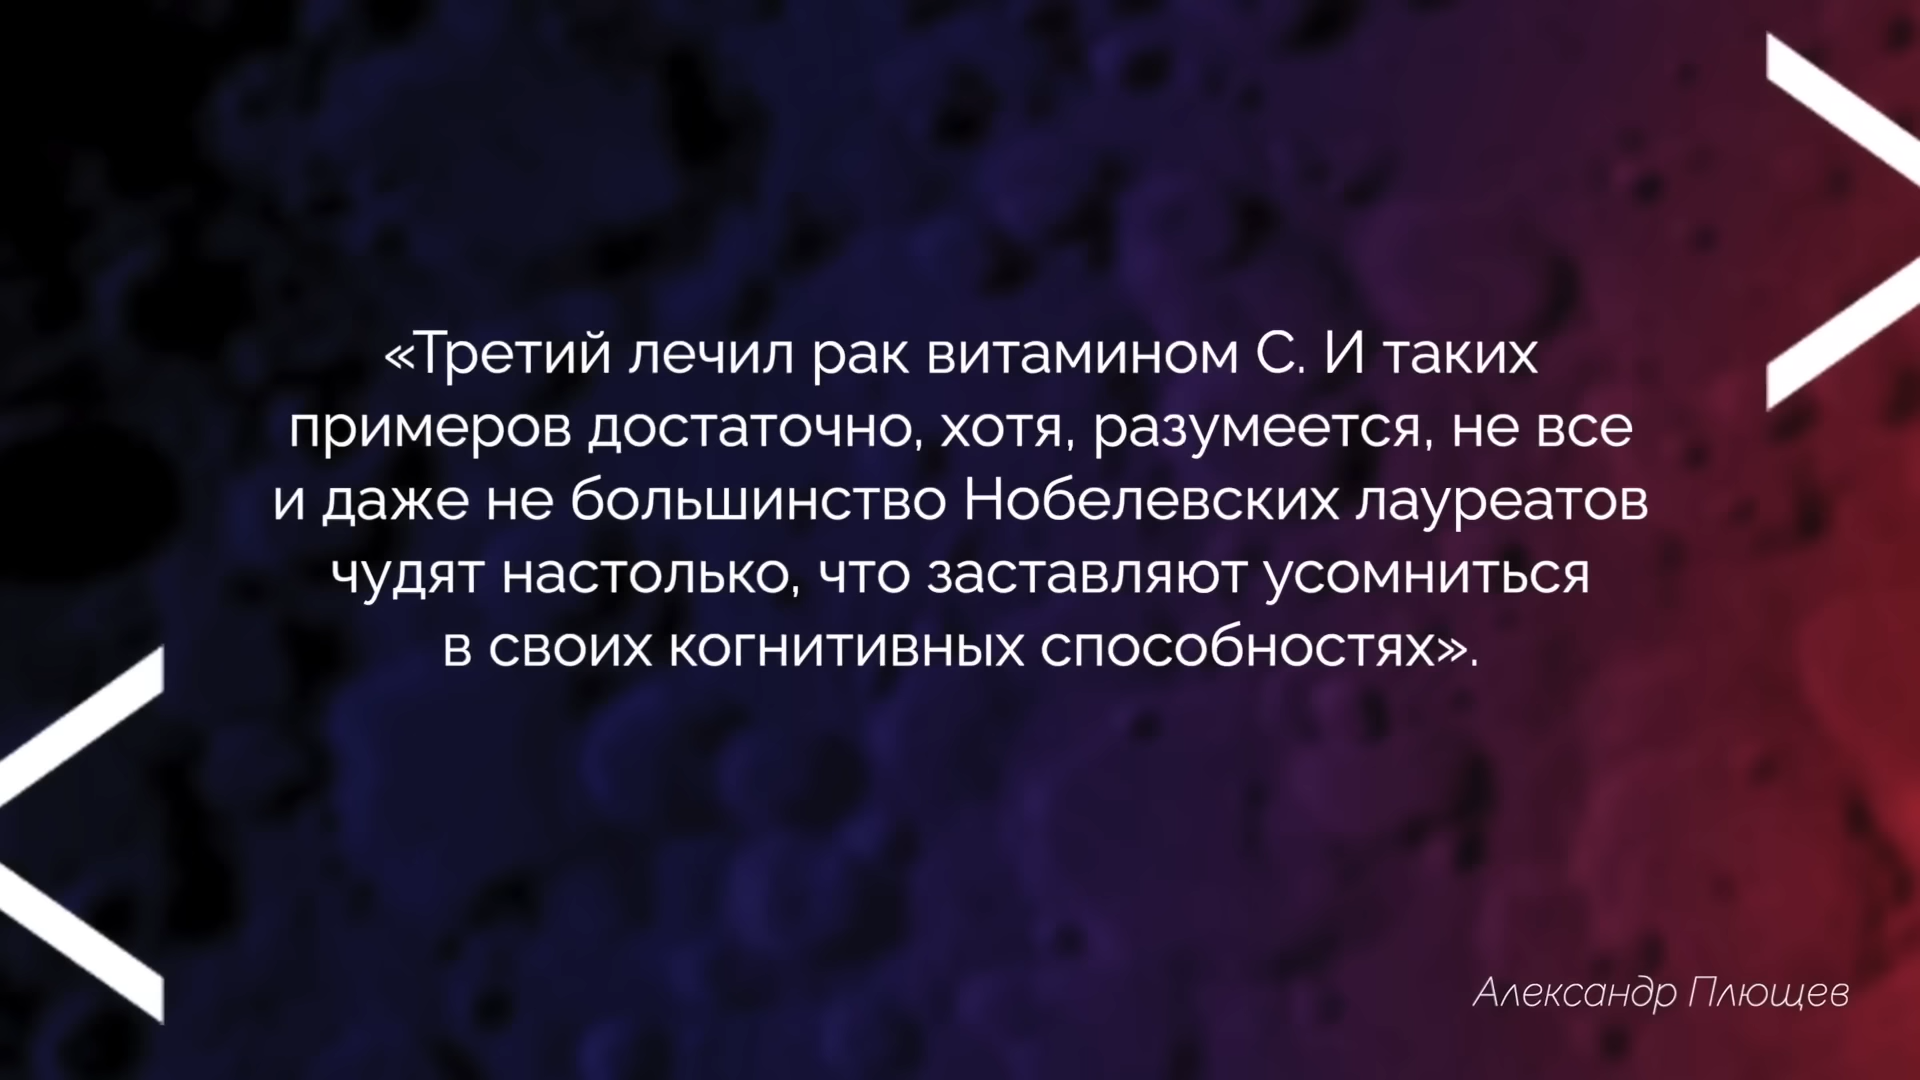 «Третий лечил рак витамином С. И таких
примеров достаточно, хотя, разумеется, не все
и даже не большинство Нобелевских лауреатов
чудят настолько, что заставляют усомниться
в своих когнитивных способностях».
Александр Плющев